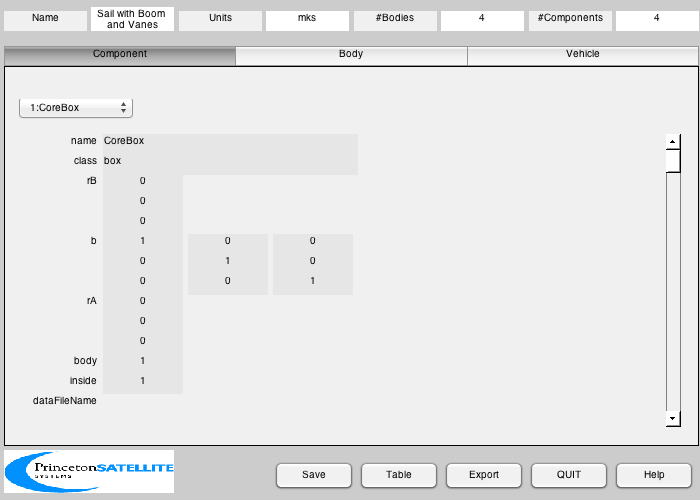 Name Sail with Boom and Vanes Units mks #Bodies 4 #Components 4
Component Body Vehicle
1:CoreBox
name CoreBox
class box
rB 0
0
0
b 1 0 0
0 1 0
0 0 1
rA 0
0
0
body 1
inside 1
dataFileName
PrincetonSATELLITE
SYSTEMS
Save Table Export QUIT Help